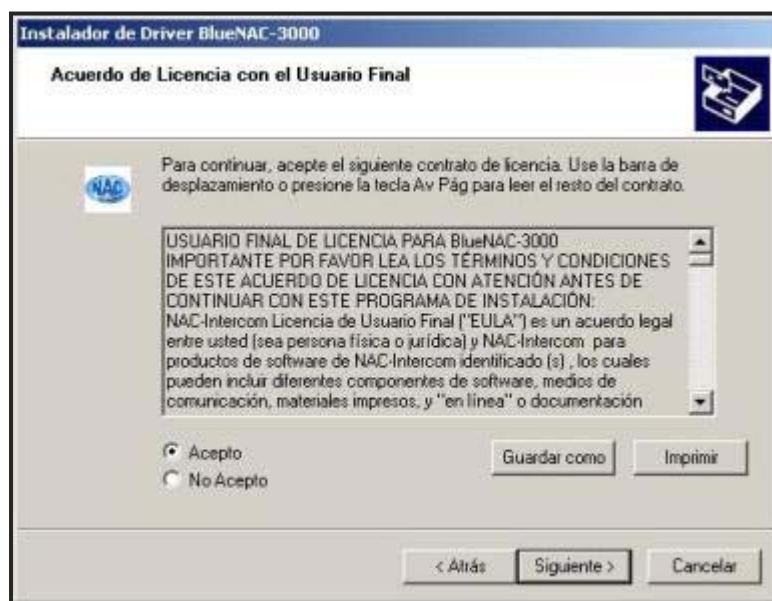 Instalador de Driver BlueNAC-3000
Acuerdo de Licencia con el Usuario Final
NAC
Para continuar, acepte el siguiente contrato de licencia. Use la barra de
desplazamiento o presione la tecla Av Pág para leer el resto del contrato.
USUARIO FINAL DE LICENCIA PARA BlueNAC-3000
IMPORTANTE POR FAVOR LEA LOS TÉRMINOS Y CONDICIONES
DE ESTE ACUERDO DE LICENCIA CON ATENCIÓN ANTES DE
CONTINUAR CON ESTE PROGRAMA DE INSTALACIÓN:
NAC-Intercom Licencia de Usuario Final ("EULA") es un acuerdo legal
entre usted (sea persona física o jurídica) y NAC-Intercom para
productos de software de NAC-Intercom identificado (s) , los cuales
pueden incluir diferentes componentes de software, medios de
comunicación, materiales impresos, y "en línea" o documentación
Acepto
No Acepto
Guardar como
Imprimir
< Atrás
Siguiente >
Cancelar